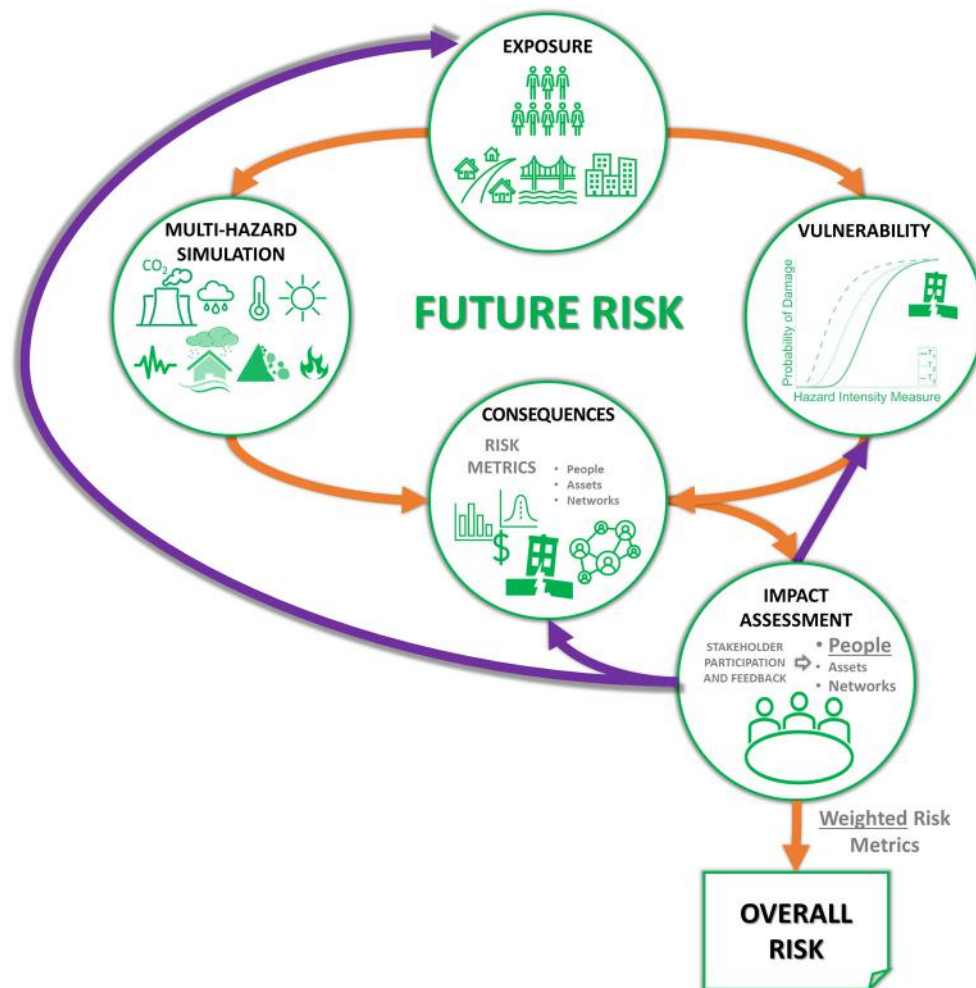 EXPOSURE
MULTI-HAZARD
SIMULATION
CO₂
VULNERABILITY
Probability of Damage
Hazard Intensity Measure
FUTURE RISK
CONSEQUENCES
RISK
METRICS
• People
• Assets
• Networks
$
IMPACT
ASSESSMENT
STAKEHOLDER
PARTICIPATION
AND FEEDBACK
• People
• Assets
• Networks
Weighted Risk
Metrics
OVERALL
RISK